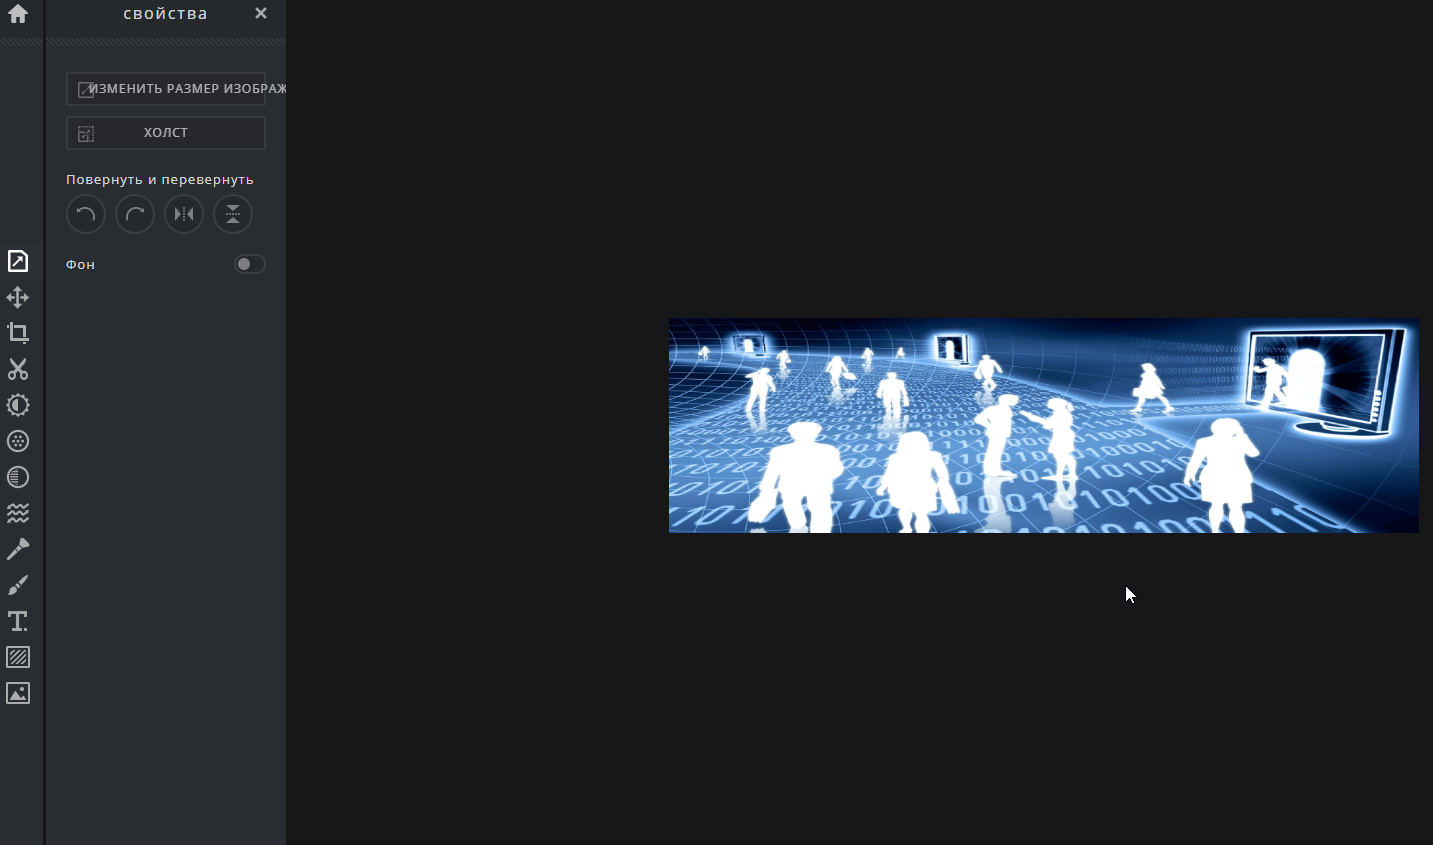 свойства
ИЗМЕНИТЬ РАЗМЕР ИЗОБРАЖ
ХОЛСТ
Повернуть и перевернуть
Фон